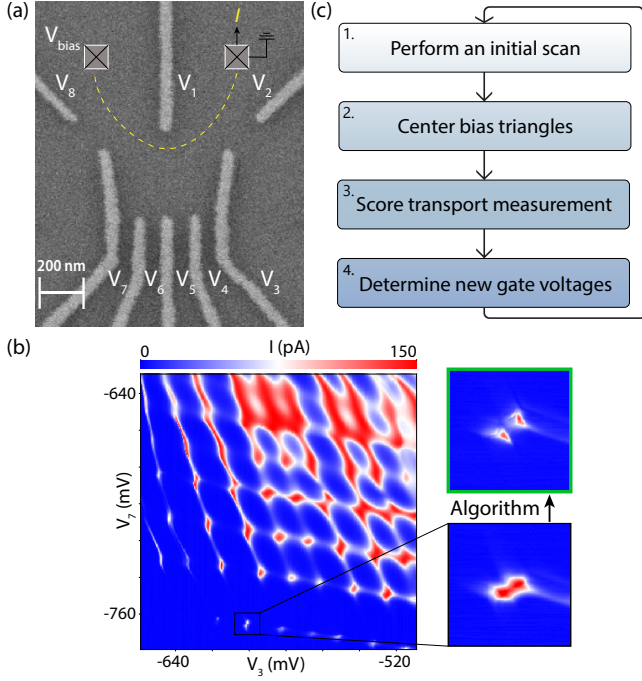 (a)
V_bias
I
V_8
V_1
V_2
200 nm
V_7
V_6
V_5
V_4
V_3
(c)
1.
Perform an initial scan
2.
Center bias triangles
3.
Score transport measurement
4.
Determine new gate voltages
(b)
0
I (pA)
150
-640
V_7 (mV)
-760
-640
V_3 (mV)
-520
Algorithm